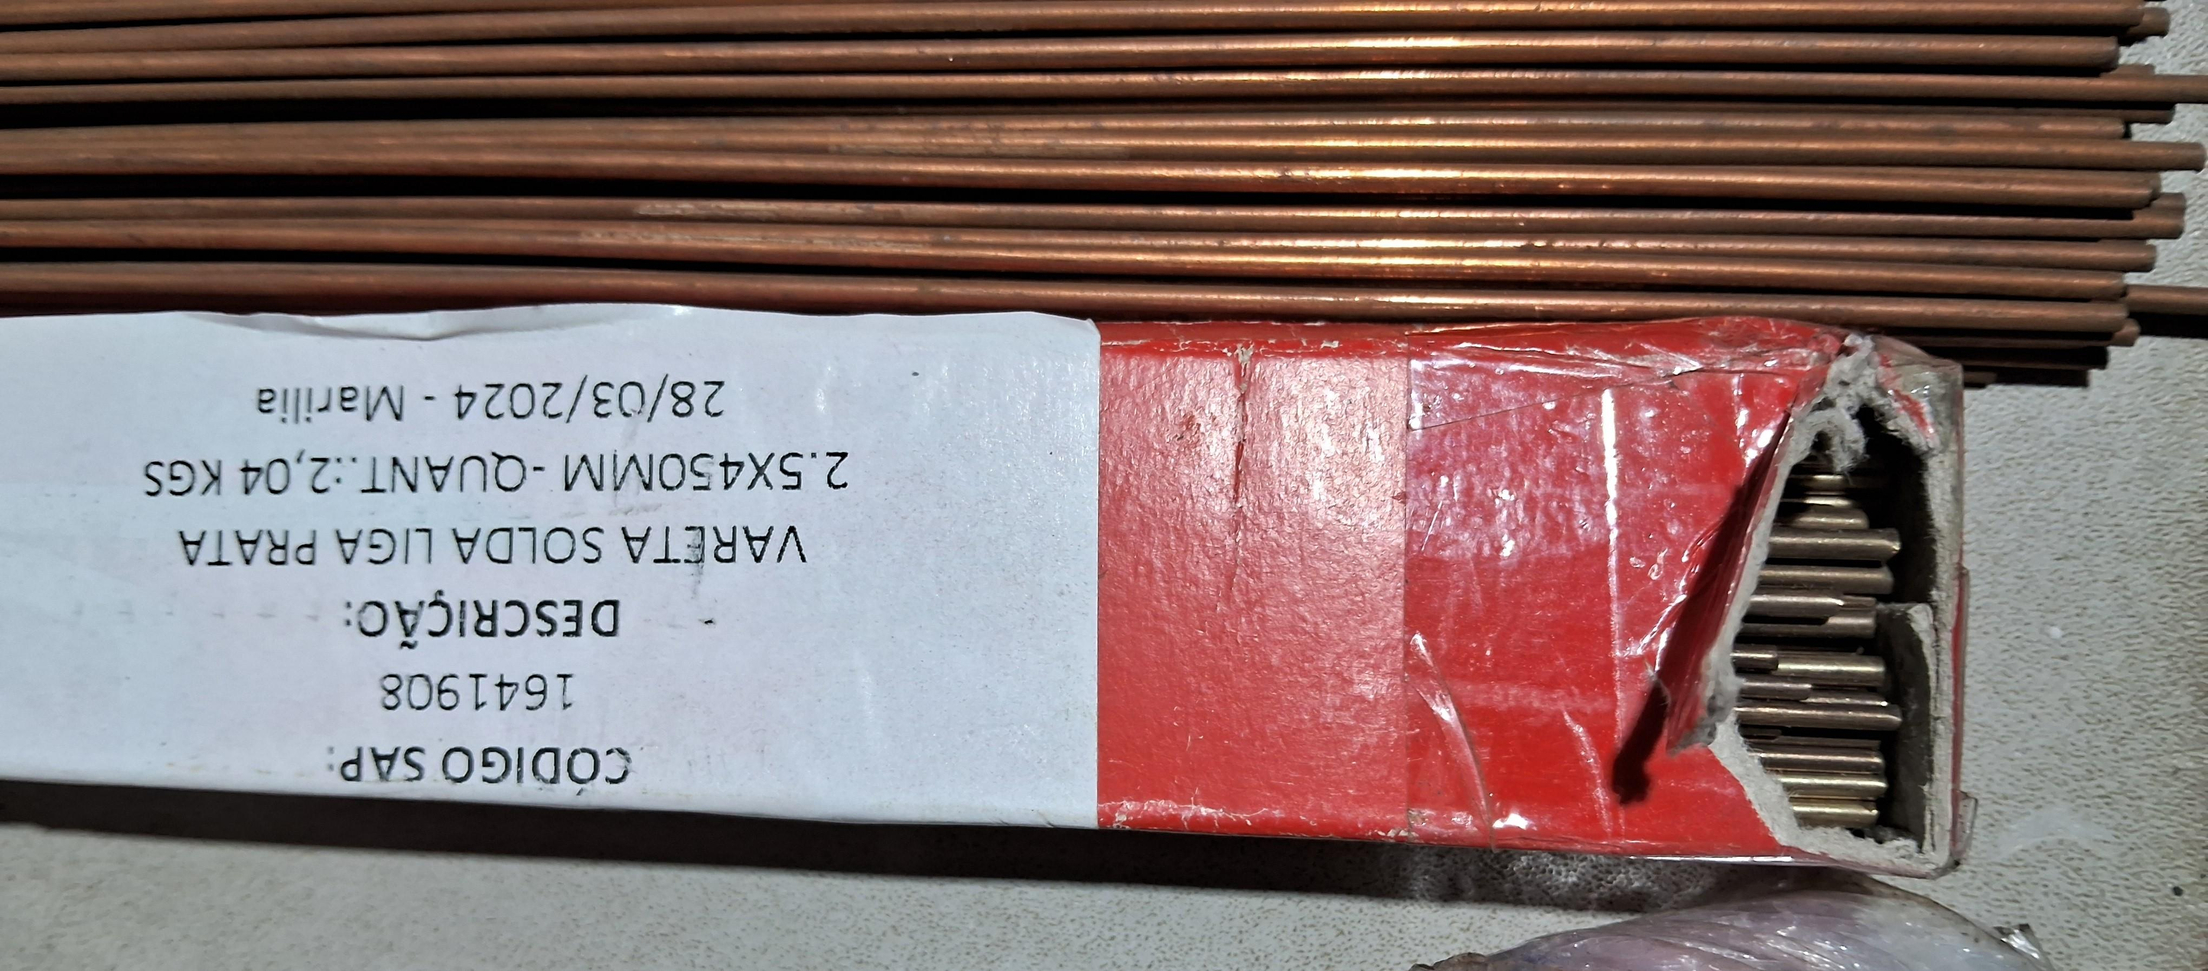 CÓDIGO SAP:
1641908
DESCRIÇÃO:
VARETA SOLDA LIGA PRATA
2.5X450MM -QUANT.:2,04 KGS
28/03/2024 - Marilia